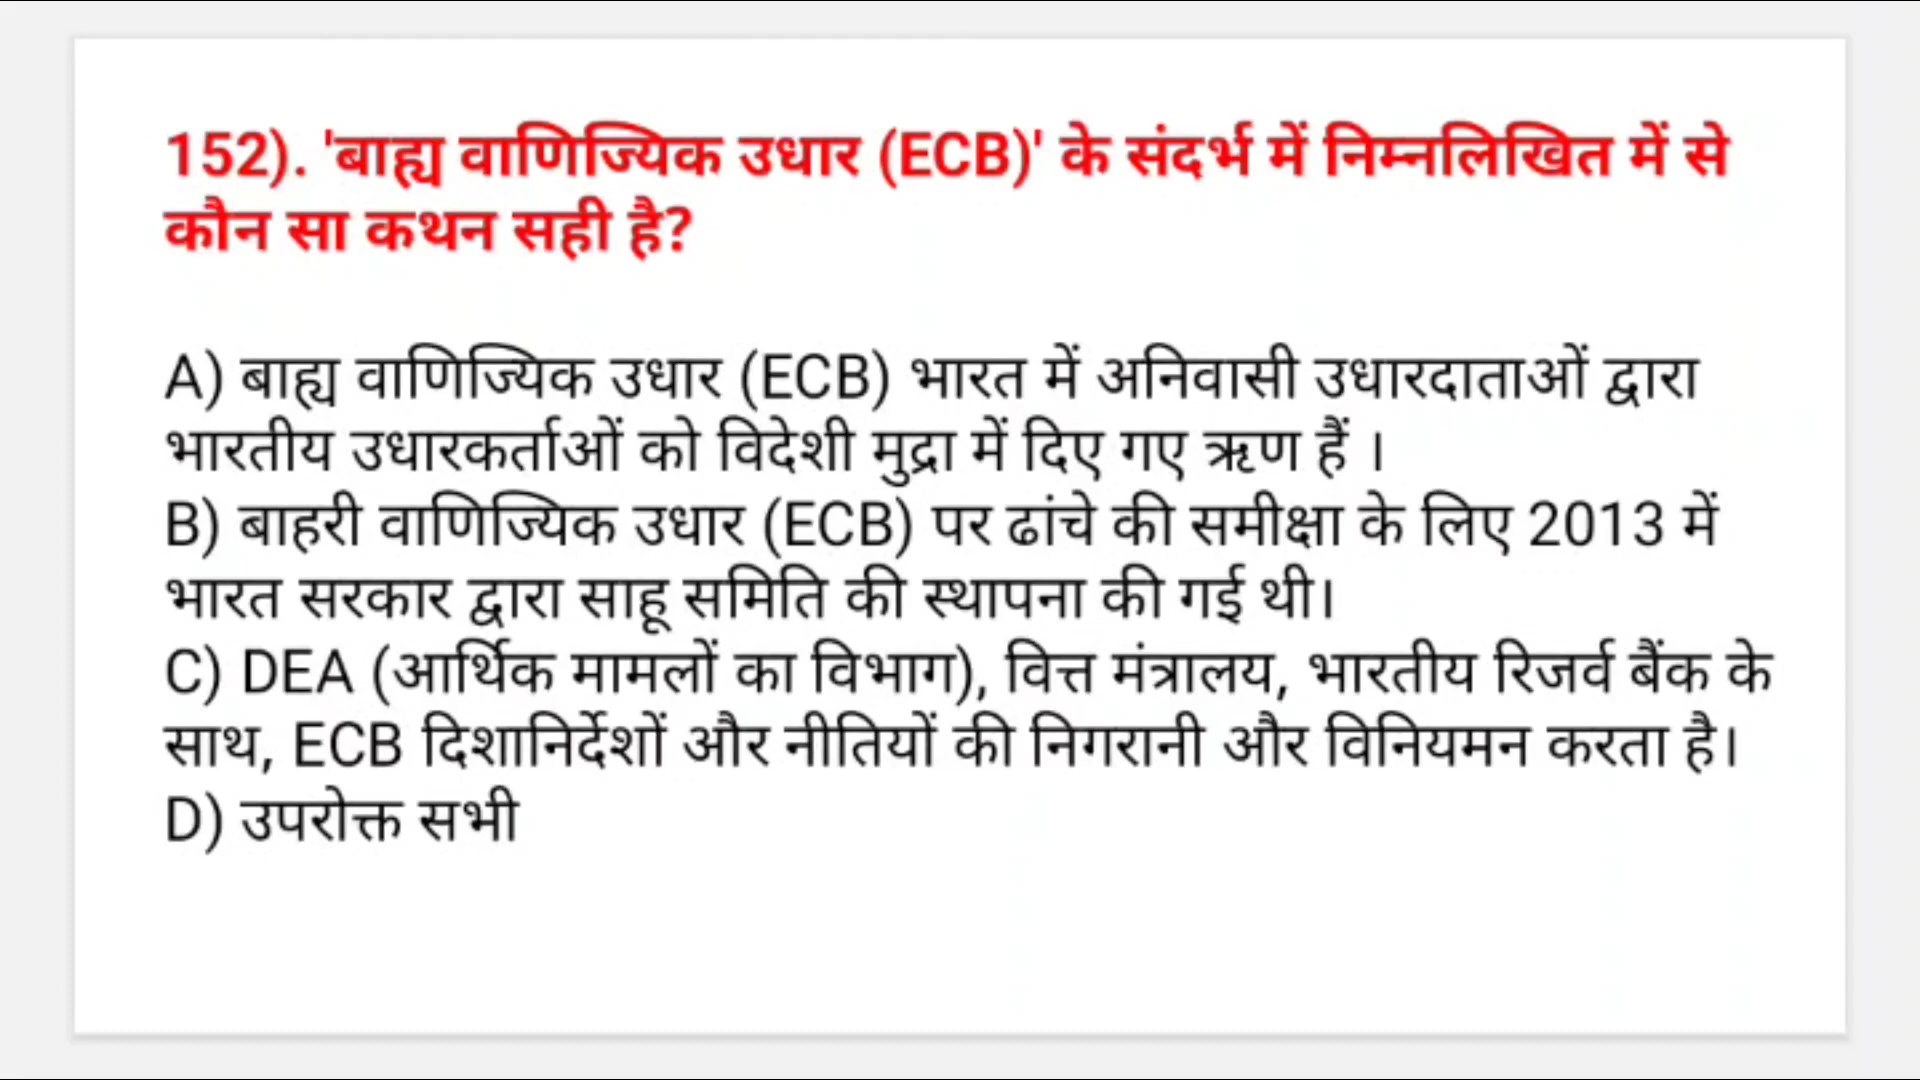 152). 'बाह्य वाणिज्यिक उधार (ECB)' के संदर्भ में निम्नलिखित में से
कौन सा कथन सही है?
A) बाह्य वाणिज्यिक उधार (ECB) भारत में अनिवासी उधारदाताओं द्वारा
भारतीय उधारकर्ताओं को विदेशी मुद्रा में दिए गए ऋण हैं ।
B) बाहरी वाणिज्यिक उधार (ECB) पर ढांचे की समीक्षा के लिए 2013 में
भारत सरकार द्वारा साहू समिति की स्थापना की गई थी।
C) DEA (आर्थिक मामलों का विभाग), वित्त मंत्रालय, भारतीय रिजर्व बैंक के
साथ, ECB दिशानिर्देशों और नीतियों की निगरानी और विनियमन करता है।
D) उपरोक्त सभी